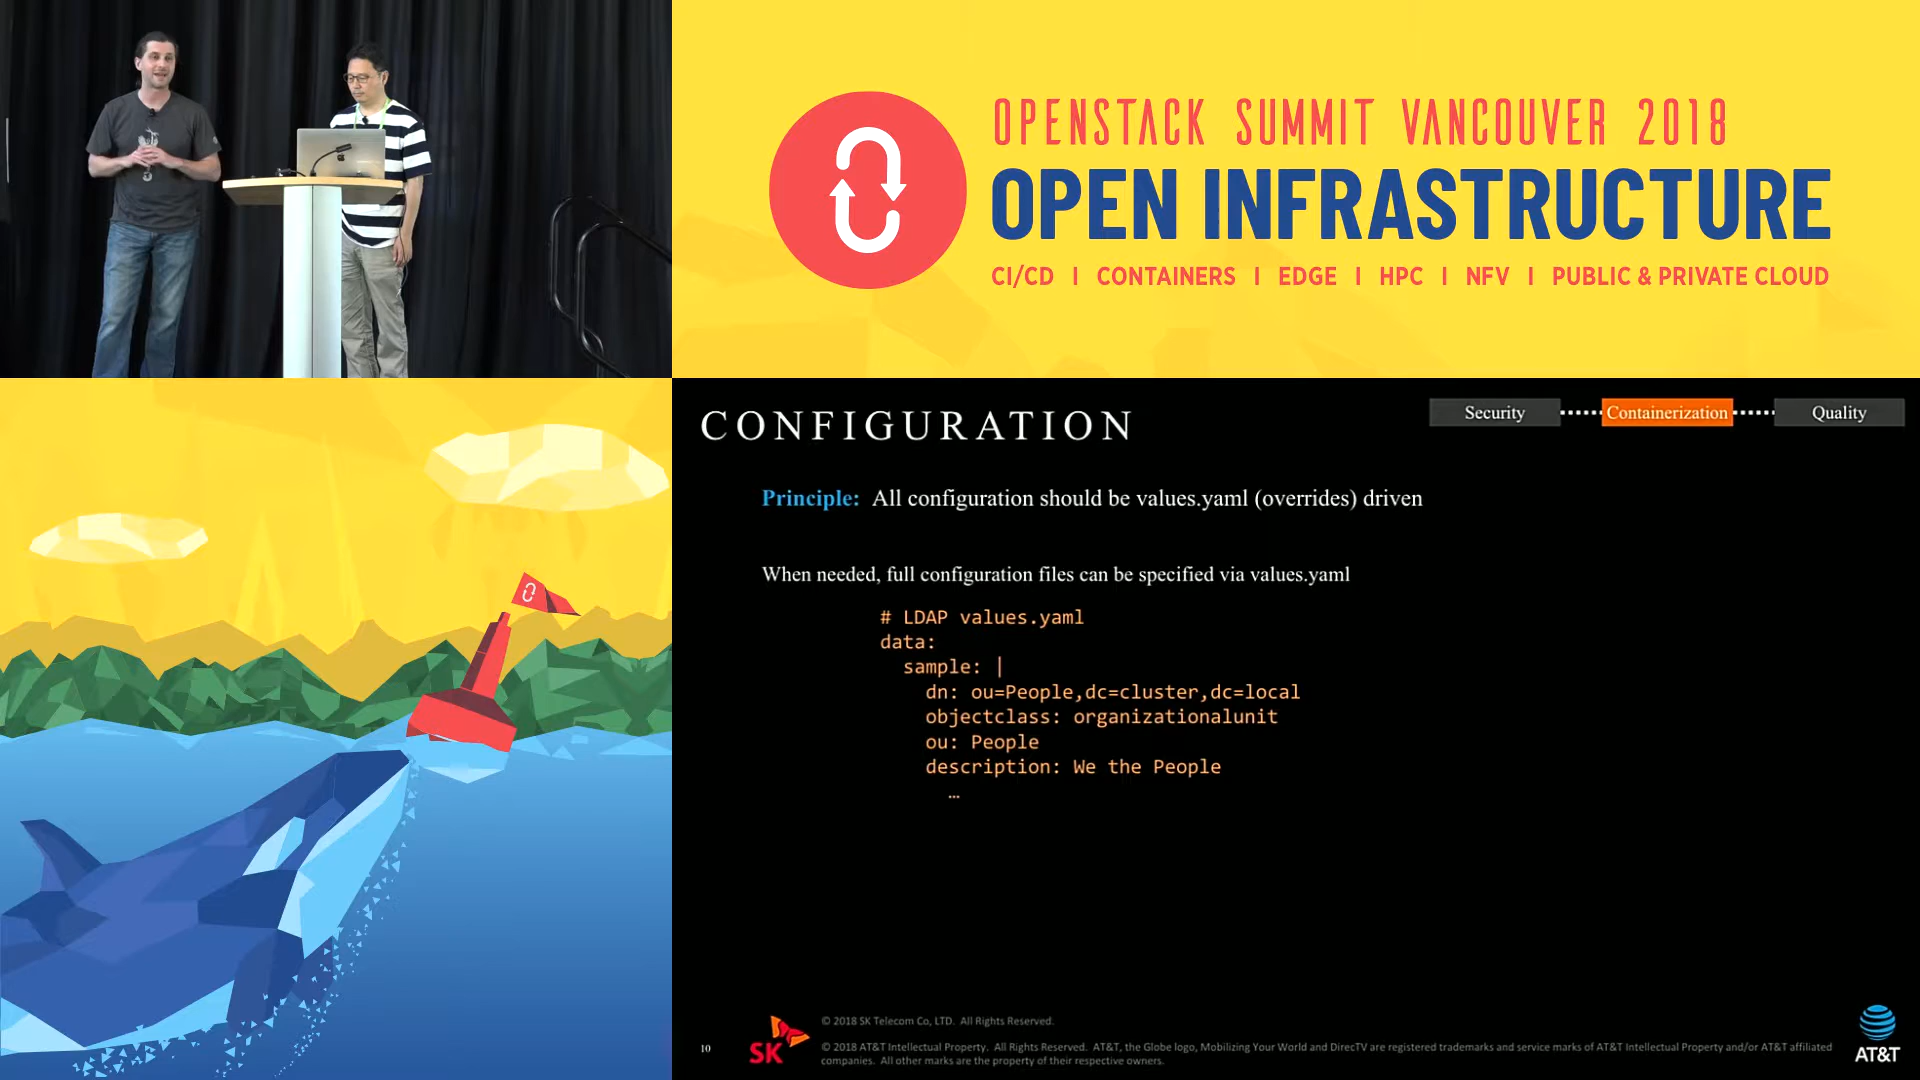 OPENSTACK SUMMIT VANCOUVER 2018
OPEN INFRASTRUCTURE
CI/CD | CONTAINERS | EDGE | HPC | NFV | PUBLIC & PRIVATE CLOUD
CONFIGURATION
Security
Containerization
Quality
Principle: All configuration should be values.yaml (overrides) driven
When needed, full configuration files can be specified via values.yaml
# LDAP values.yaml
data:
sample: |
dn: ou=People,dc=cluster,dc=local
objectclass: organizationalunit
ou: People
description: We the People
…
10
SK
© 2018 SK Telecom Co, LTD. All Rights Reserved.
© 2018 AT&T Intellectual Property. All Rights Reserved. AT&T, the Globe logo, Mobilizing Your World and DirecTV are registered trademarks and service marks of AT&T Intellectual Property and/or AT&T affiliated
companies. All other marks are the property of their respective owners.
AT&T